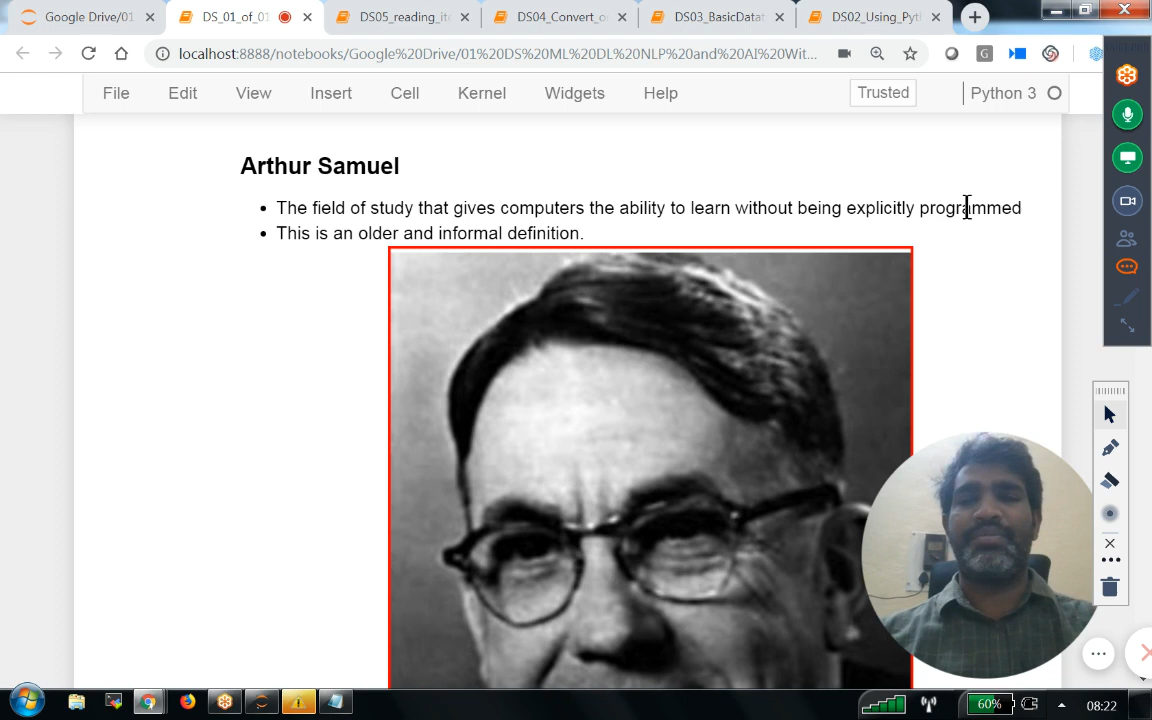 Google Drive/01
DS_01_of_01
DS05_reading_ite
DS04_Convert_o
DS03_BasicDatat
DS02_Using_Pytl
localhost:8888/notebooks/Google%20Drive/01%20DS%20ML%20DL%20NLP%20and%20AI%20Wit...
G
File Edit View Insert Cell Kernel Widgets Help Trusted Python 3
Arthur Samuel
• The field of study that gives computers the ability to learn without being explicitly programmed
• This is an older and informal definition.
60%
08:22